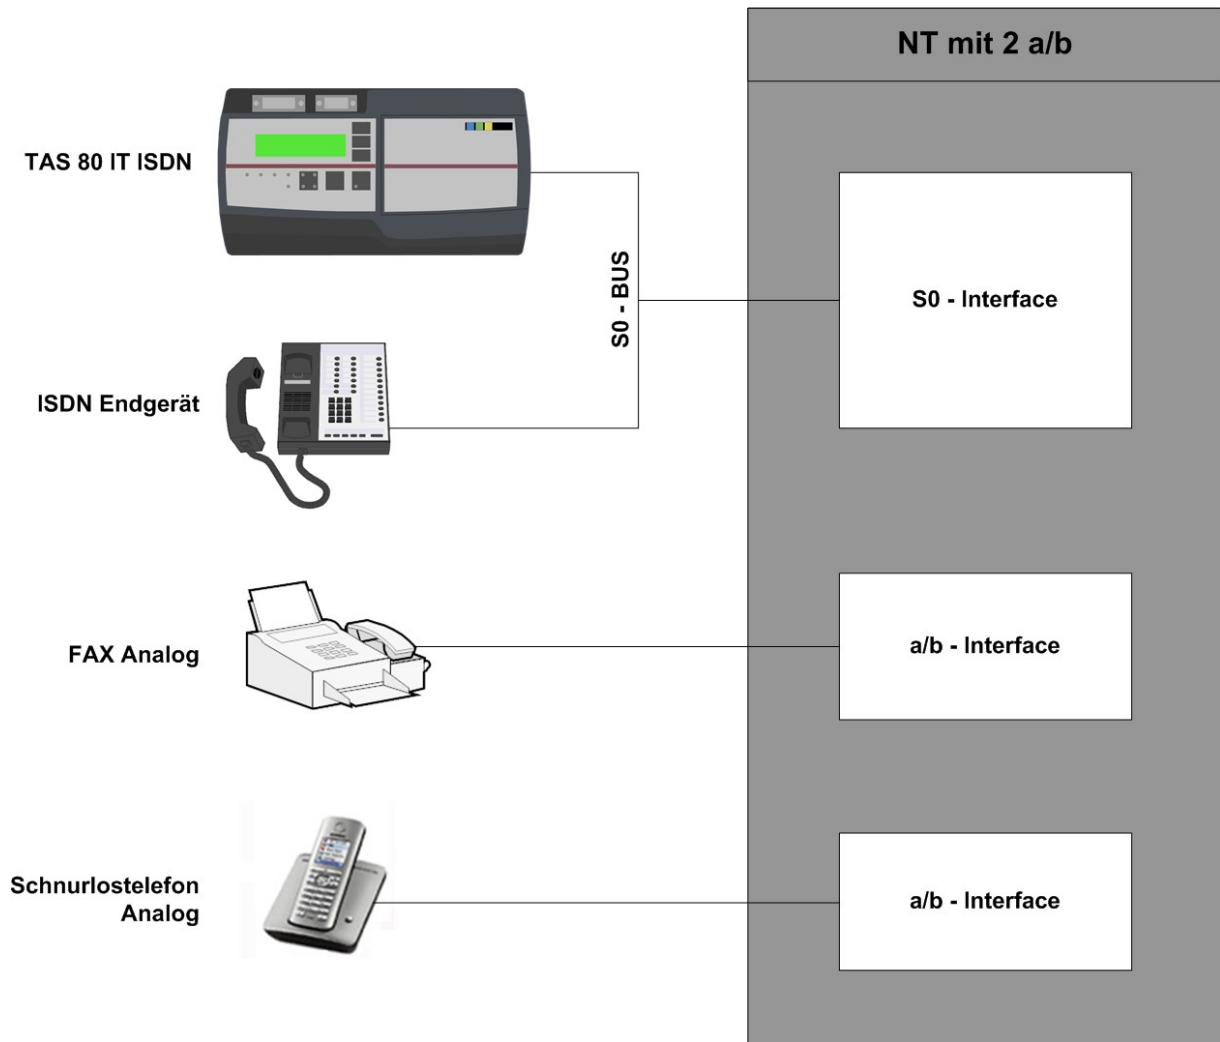 NT mit 2 a/b
TAS 80 IT ISDN
S0 - BUS
S0 - Interface
ISDN Endgerät
FAX Analog
a/b - Interface
Schnurlostelefon
Analog
a/b - Interface